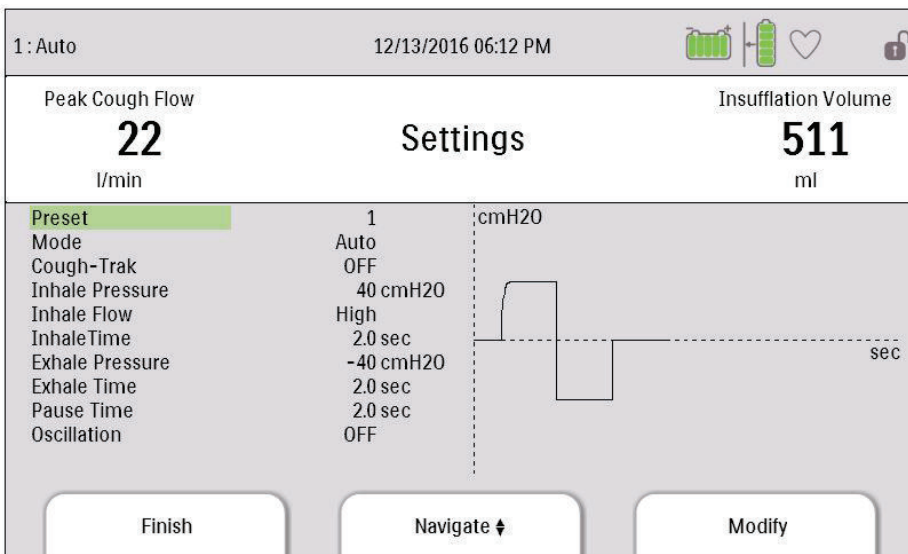 1: Auto 12/13/2016 06:12 PM
Peak Cough Flow
22
l/min
Settings
Insufflation Volume
511
ml
Preset 1
Mode Auto
Cough-Trak OFF
Inhale Pressure 40 cmH2O
Inhale Flow High
InhaleTime 2.0 sec
Exhale Pressure -40 cmH2O
Exhale Time 2.0 sec
Pause Time 2.0 sec
Oscillation OFF
cmH2O
sec
Finish Navigate Modify